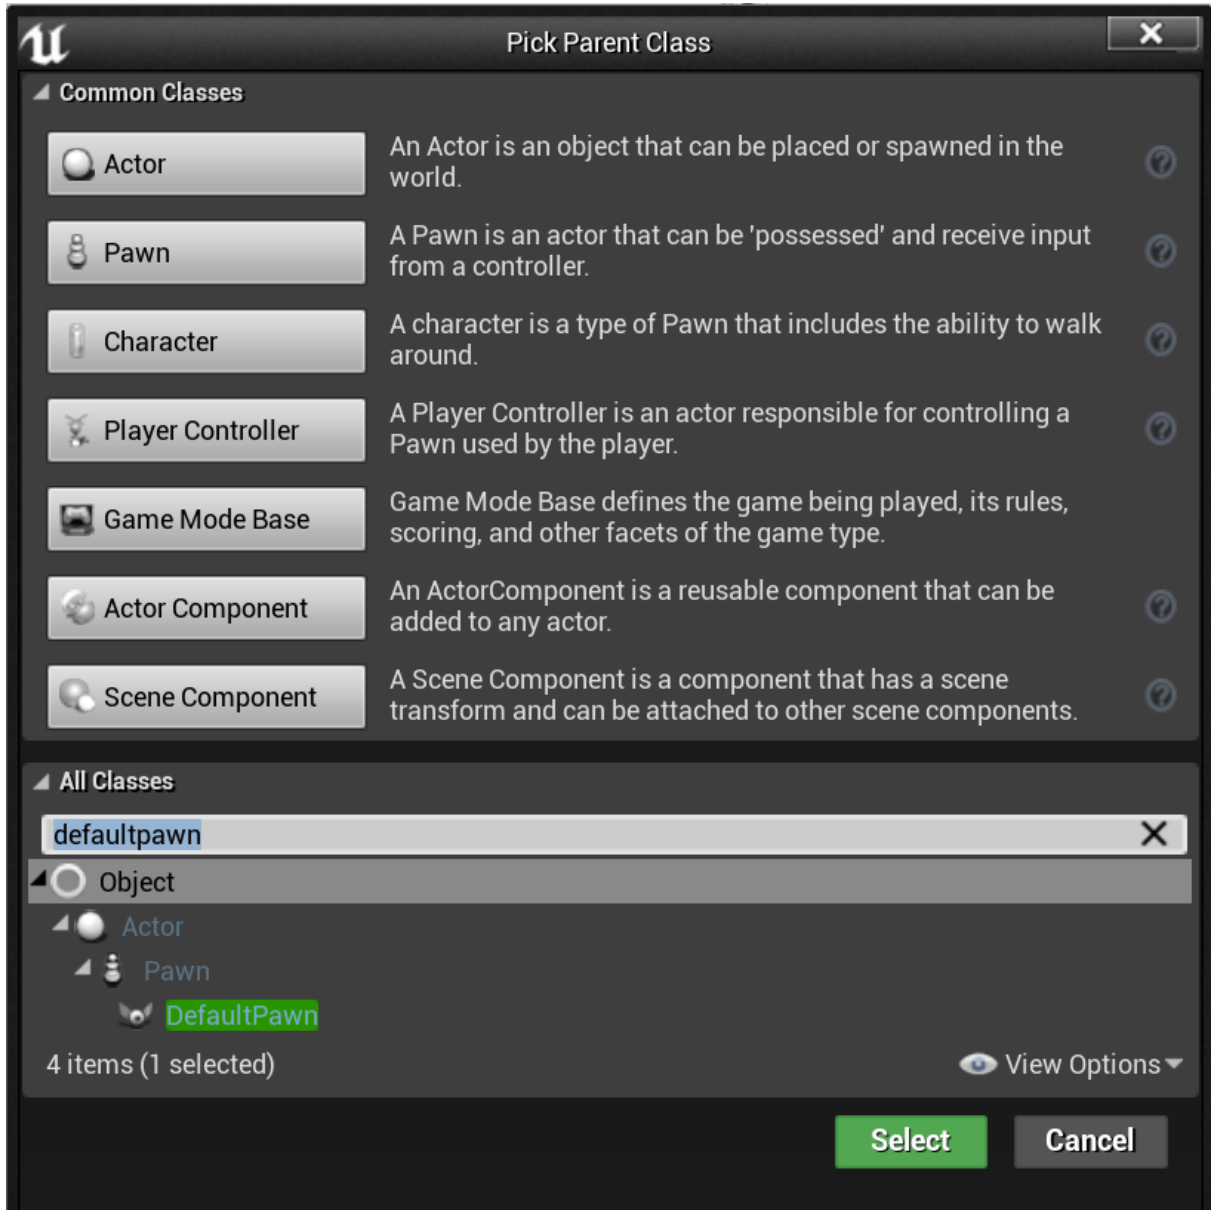 Pick Parent Class
Common Classes
Actor
An Actor is an object that can be placed or spawned in the
world.
Pawn
A Pawn is an actor that can be 'possessed' and receive input
from a controller.
Character
A character is a type of Pawn that includes the ability to walk
around.
Player Controller
A Player Controller is an actor responsible for controlling a
Pawn used by the player.
Game Mode Base
Game Mode Base defines the game being played, its rules,
scoring, and other facets of the game type.
Actor Component
An ActorComponent is a reusable component that can be
added to any actor.
Scene Component
A Scene Component is a component that has a scene
transform and can be attached to other scene components.
All Classes
defaultpawn
Object
Actor
Pawn
DefaultPawn
4 items (1 selected)
View Options
Select
Cancel